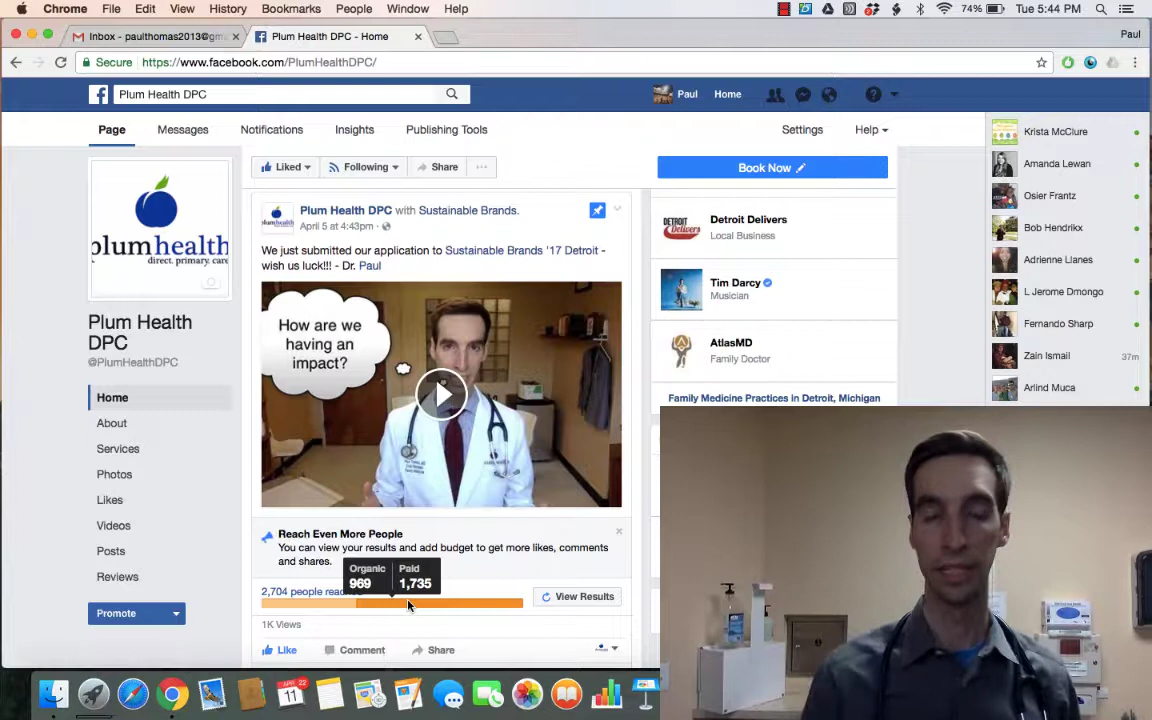 Chrome File Edit View History Bookmarks People Window Help
74% Tue 5:44 PM
Inbox - paulthomas2013@gm
Plum Health DPC - Home
Paul
Secure https://www.facebook.com/PlumHealthDPC/
Plum Health DPC
Paul Home
Page Messages Notifications Insights Publishing Tools Settings Help
Liked Following Share
Book Now
plumhealth
direct. primary. care
Plum Health
DPC
@PlumHealthDPC
Home
About
Services
Photos
Likes
Videos
Posts
Reviews
Promote
Plum Health DPC with Sustainable Brands.
April 5 at 4:43pm
We just submitted our application to Sustainable Brands '17 Detroit -
wish us luck!!! - Dr. Paul
How are we
having an
impact?
Reach Even More People
You can view your results and add budget to get more likes, comments
and shares.
Organic Paid
969 1,735
2,704 people rea
View Results
1K Views
Like Comment Share
DETROIT
DELIVERS
Detroit Delivers
Local Business
Tim Darcy
Musician
AtlasMD
Family Doctor
Family Medicine Practices in Detroit, Michigan
Krista McClure
Amanda Lewan
Osier Frantz
Bob Hendrikx
Adrienne Llanes
L Jerome Dmongo
Fernando Sharp
Zain Ismail 37m
Arlind Muca
APR 22
11